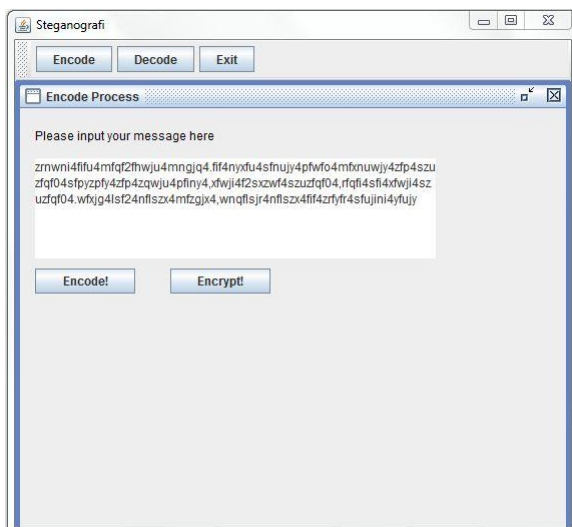 Steganografi
Encode Decode Exit
Encode Process
Please input your message here
zrnwni4fifu4mfqf2fhwju4mngjq4.fif4nyxfu4sfnujy4pfwfo4mfxnuwjy4zfp4szu
zfqf04sfpyzpfy4zfp4zqwju4pfiny4,xfwji4f2sxzwf4szuzfqf04,rfqfi4sfi4xfwji4sz
uzfqf04.wfxjg4lsf24nflszx4mfzgjx4,wnqflsjr4nflszx4fif4zrfyfr4sfujini4yfujy
Encode! Encrypt!